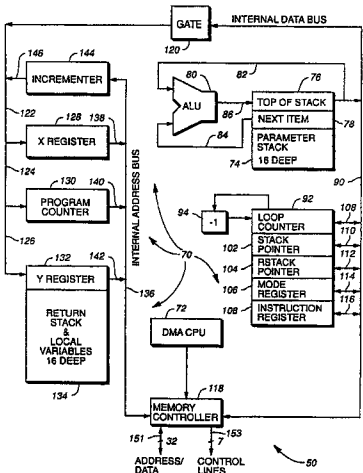 INTERNAL DATA BUS
GATE
120
146
144
INCREMENTER
122
128
138
X REGISTER
124
130
140
PROGRAM
COUNTER
126
132
142
Y REGISTER
136
RETURN
STACK
&
LOCAL
VARIABLES
16 DEEP
134
INTERNAL ADDRESS BUS
80
82
76
ALU
TOP OF STACK
86
NEXT ITEM
78
84
PARAMETER
STACK
74
16 DEEP
90
92
94
-1
LOOP
COUNTER
108
110
102
STACK
POINTER
112
104
RSTACK
POINTER
114
106
MODE
REGISTER
116
108
INSTRUCTION
REGISTER
70
72
DMA CPU
118
MEMORY
CONTROLLER
151
32
153
7
ADDRESS/
DATA
CONTROL
LINES
50